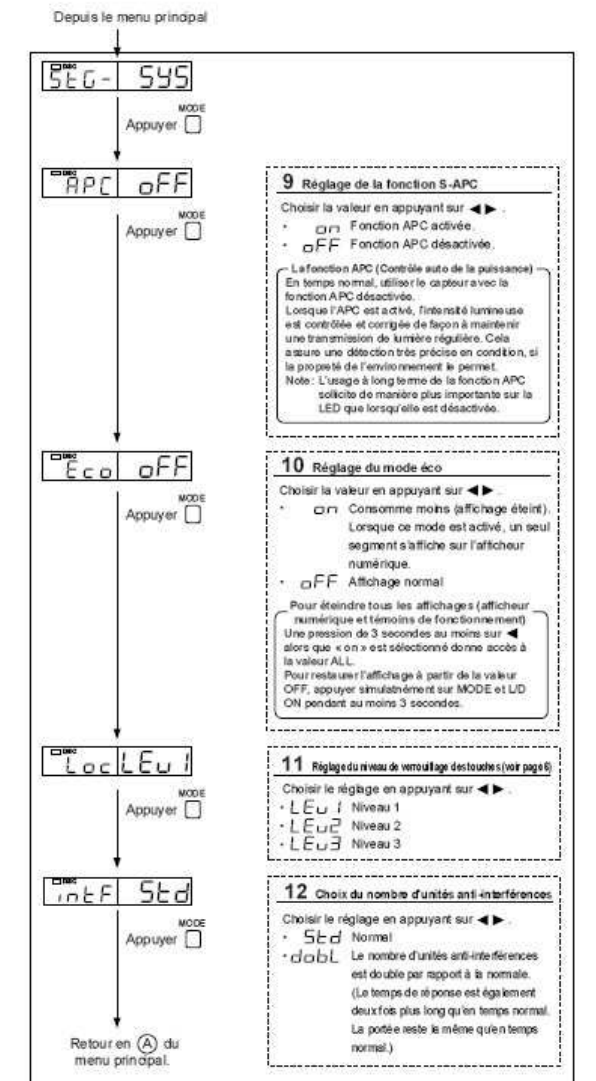 Depuis le menu principal
StG- SYS
MODE
Appuyer
APC oFF
MODE
Appuyer
9 Réglage de la fonction S-APC
Choisir la valeur en appuyant sur ◀ ▶ .
· on Fonction APC activée.
· oFF Fonction APC désactivée.
La fonction APC (Contrôle auto de la puissance)
En temps normal, utiliser le capteur avec la
fonction APC désactivée.
Lorsque l'APC est activé, l'intensité lumineuse
est contrôlée et corrigée de façon à maintenir
une transmission de lumière régulière. Cela
assure une détection très précise en condition, si
la propreté de l'environnement le permet.
Note : L'usage à long terme de la fonction APC
sollicite de manière plus importante sur la
LED que lorsqu'elle est désactivée.
Eco oFF
MODE
Appuyer
10 Réglage du mode éco
Choisir la valeur en appuyant sur ◀ ▶ .
· on Consomme moins (affichage éteint).
Lorsque ce mode est activé, un seul
segment s'affiche sur l'afficheur
numérique.
· oFF Affichage normal
Pour éteindre tous les affichages (afficheur
numérique et témoins de fonctionnement)
Une pression de 3 secondes au moins sur ◀
alors que « on » est sélectionné donne accès à
la valeur ALL.
Pour restaurer l'affichage à partir de la valeur
OFF, appuyer simulatnément sur MODE et L/D
ON pendant au moins 3 secondes.
Loc LEv 1
MODE
Appuyer
11 Réglage du niveau de verrouillage des touches (voir page 6)
Choisir le réglage en appuyant sur ◀ ▶ .
· LEv 1 Niveau 1
· LEv2 Niveau 2
· LEv3 Niveau 3
intF Std
MODE
Appuyer
12 Choix du nombre d'unités anti-interférences
Choisir le réglage en appuyant sur ◀ ▶ .
· Std Normal
· dobL Le nombre d'unités anti-interférences
est double par rapport à la normale.
(Le temps de réponse est également
deux fois plus long qu'en temps normal.
La portée reste la même qu'en temps
normal.)
Retour en (A) du
menu principal.